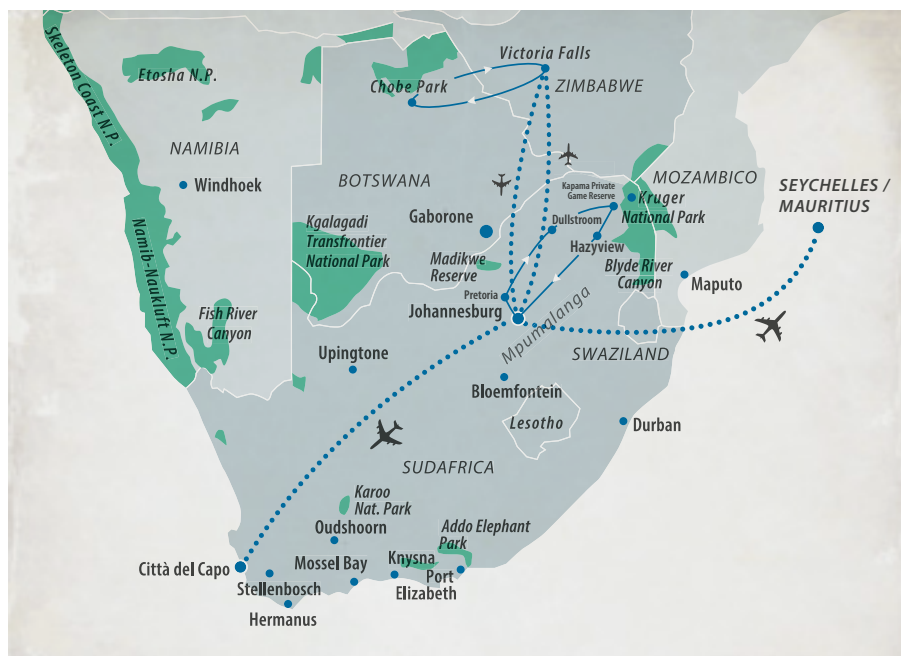 Skeleton Coast N.P.
Etosha N.P.
Victoria Falls
Chobe Park
ZIMBABWE
NAMIBIA
Windhoek
BOTSWANA
MOZAMBICO
Kapama Private
Game Reserve
Kruger
National Park
SEYCHELLES /
MAURITIUS
Gaborone
Dullstroom
Kgalagadi
Transfrontier
National Park
Madikwe
Reserve
Hazyview
Blyde River
Canyon
Namib-Naukluft N.P.
Maputo
Pretoria
Johannesburg
Mpumalanga
Fish River
Canyon
Upingtone
SWAZILAND
Bloemfontein
Lesotho
Durban
SUDAFRICA
Karoo
Nat. Park
Oudshoorn
Addo Elephant
Park
Città del Capo
Mossel Bay
Knysna
Stellenbosch
Port
Elizabeth
Hermanus